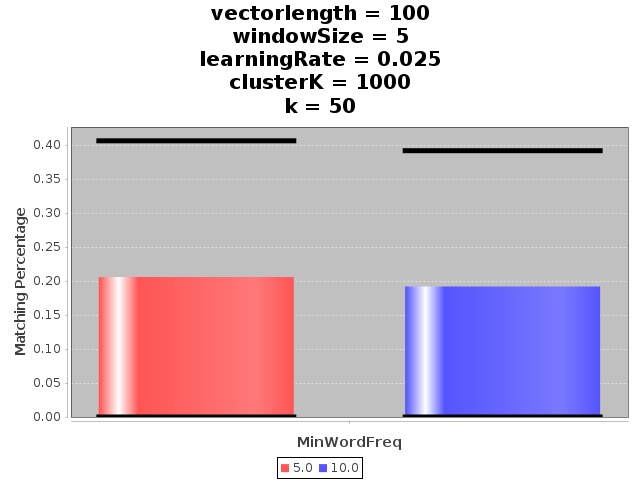 vectorlength = 100
windowSize = 5
learningRate = 0.025
clusterK = 1000
k = 50
0.40
0.35
0.30
0.25
0.20
0.15
0.10
0.05
0.00
Matching Percentage
MinWordFreq
5.0 10.0